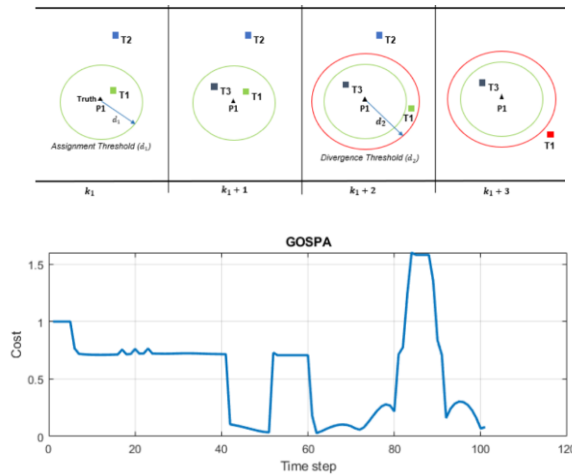 T2
T2
T2
Truth
T1
P1
d₁
T3
T1
P1
T3
P1
d₂
T1
T3
P1
T1
Assignment Threshold (d₁)
Divergence Threshold (d₂)
k₁
k₁ + 1
k₁ + 2
k₁ + 3
GOSPA
1.5
1
0.5
0
Cost
0 20 40 60 80 100 120
Time step